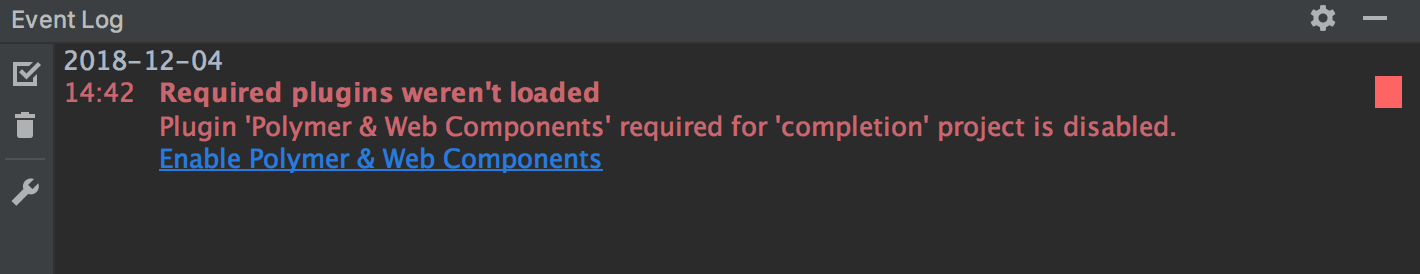 Event Log
2018-12-04
14:42 Required plugins weren't loaded
Plugin 'Polymer & Web Components' required for 'completion' project is disabled.
Enable Polymer & Web Components